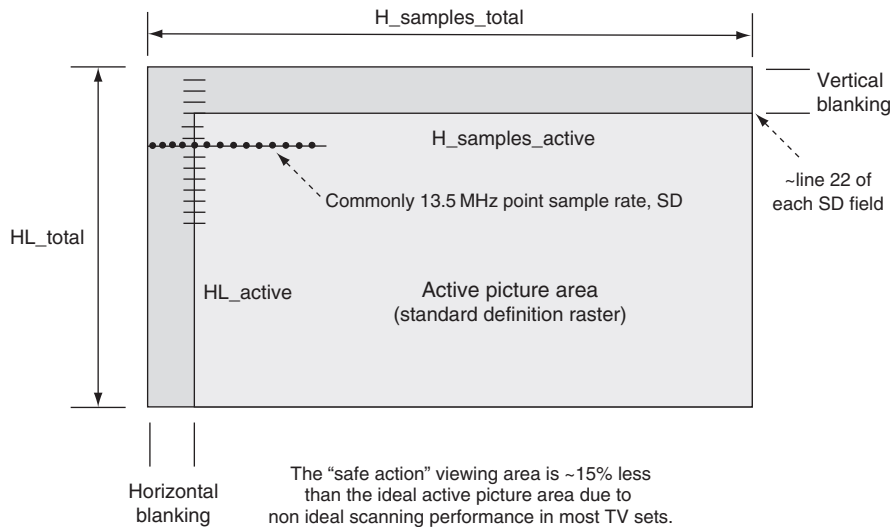 H_samples_total
Vertical
blanking
H_samples_active
~line 22 of
each SD field
Commonly 13.5 MHz point sample rate, SD
HL_total
HL_active
Active picture area
(standard definition raster)
Horizontal
blanking
The “safe action” viewing area is ~15% less
than the ideal active picture area due to
non ideal scanning performance in most TV sets.